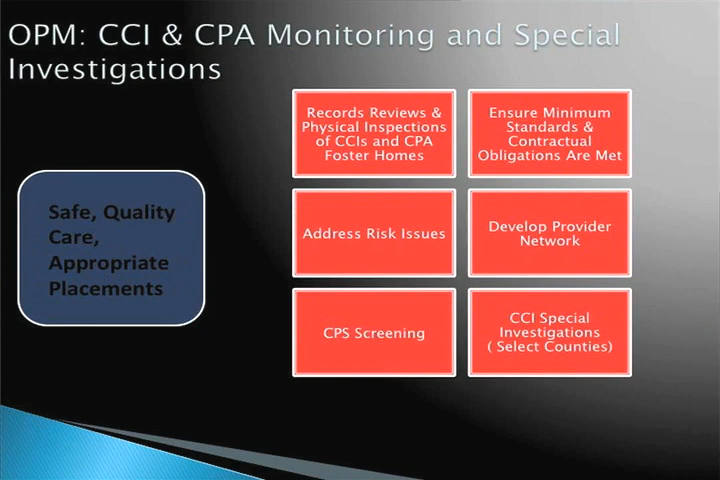 OPM: CCI & CPA Monitoring and Special
Investigations
Safe, Quality
Care,
Appropriate
Placements
Records Reviews &
Physical Inspections
of CCIs and CPA
Foster Homes
Ensure Minimum
Standards &
Contractual
Obligations Are Met
Address Risk Issues
Develop Provider
Network
CPS Screening
CCI Special
Investigations
( Select Counties)